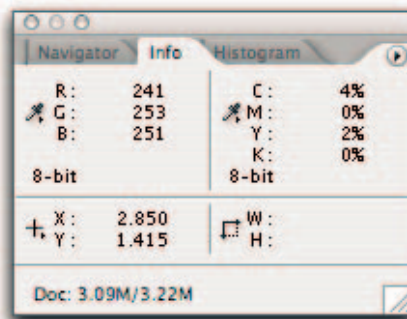 Navigator Info Histogram
R: 241 C: 4%
G: 253 M: 0%
B: 251 Y: 2%
K: 0%
8-bit 8-bit
X: 2.850 W:
Y: 1.415 H:
Doc: 3.09M/3.22M